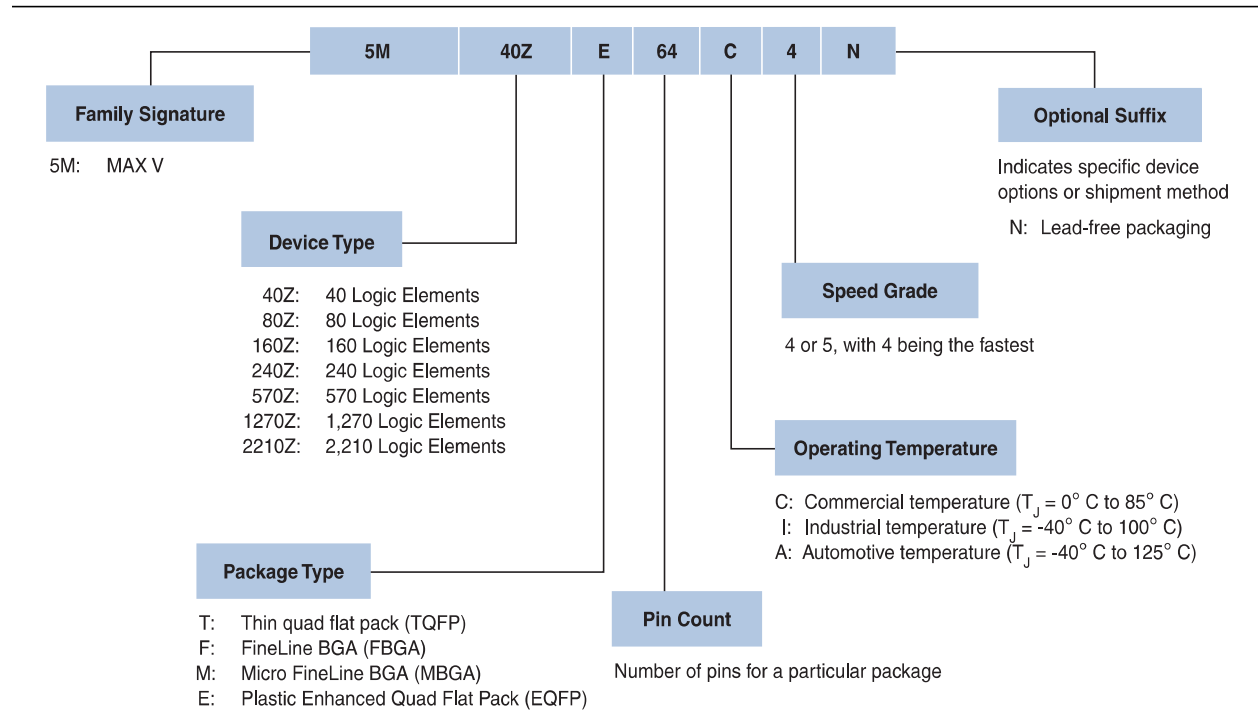 5M 40Z E 64 C 4 N
Family Signature
5M: MAX V
Optional Suffix
Indicates specific device
options or shipment method
N: Lead-free packaging
Device Type
40Z: 40 Logic Elements
80Z: 80 Logic Elements
160Z: 160 Logic Elements
240Z: 240 Logic Elements
570Z: 570 Logic Elements
1270Z: 1,270 Logic Elements
2210Z: 2,210 Logic Elements
Speed Grade
4 or 5, with 4 being the fastest
Operating Temperature
C: Commercial temperature (TJ = 0° C to 85° C)
I: Industrial temperature (TJ = -40° C to 100° C)
A: Automotive temperature (TJ = -40° C to 125° C)
Package Type
T: Thin quad flat pack (TQFP)
F: FineLine BGA (FBGA)
M: Micro FineLine BGA (MBGA)
E: Plastic Enhanced Quad Flat Pack (EQFP)
Pin Count
Number of pins for a particular package